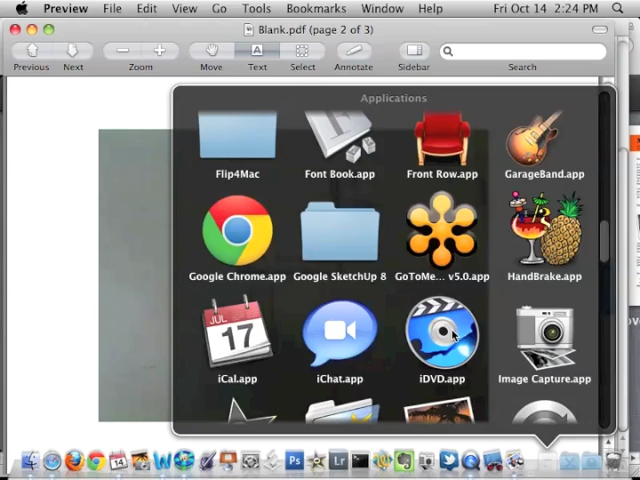 Preview File Edit View Go Tools Bookmarks Window Help Fri Oct 14 2:24 PM
Blank.pdf (page 2 of 3)
Previous Next Zoom Move Text Select Annotate Sidebar Search
Applications
Flip4Mac Font Book.app Front Row.app GarageBand.app
Google Chrome.app Google SketchUp 8 GoToMe... v5.0.app HandBrake.app
JUL
17
iCal.app iChat.app iDVD.app Image Capture.app